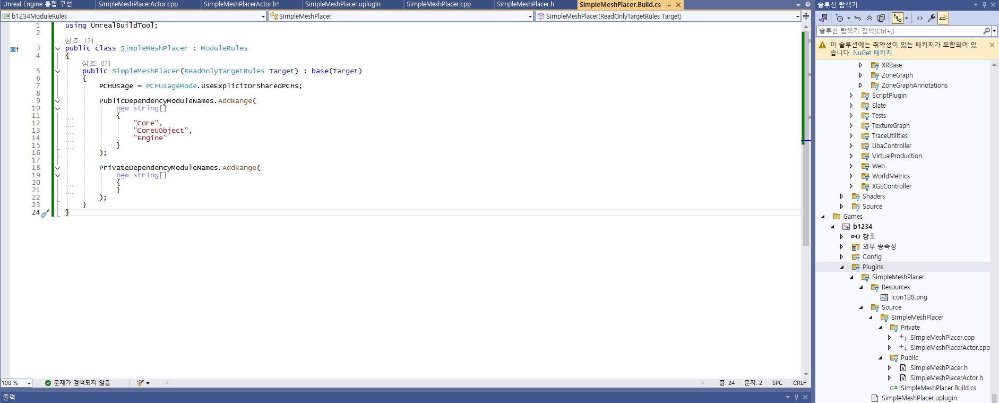 Unreal Engine 통합 구성
SimpleMeshPlacerActor.cpp
SimpleMeshPlacerActor.h*
SimpleMeshPlacer.uplugin
SimpleMeshPlacer.cpp
SimpleMeshPlacer.h
SimpleMeshPlacer.Build.cs
b1234ModuleRules
SimpleMeshPlacer
SimpleMeshPlacer(ReadOnlyTargetRules Target)
1 using UnrealBuildTool;
2
참조 1개
3 public class SimpleMeshPlacer : ModuleRules
4 {
참조 0개
5 public SimpleMeshPlacer(ReadOnlyTargetRules Target) : base(Target)
6 {
7 PCHUsage = PCHUsageMode.UseExplicitOrSharedPCHs;
8
9 PublicDependencyModuleNames.AddRange(
10 new string[]
11 {
12 "Core",
13 "CoreUObject",
14 "Engine"
15 }
16 );
17
18 PrivateDependencyModuleNames.AddRange(
19 new string[]
20 {
21 }
22 );
23 }
24 }
100 %
문제가 검색되지 않음
줄: 24
문자: 2
SPC
CRLF
출력
솔루션 탐색기
솔루션 탐색기 검색(Ctrl+;)
이 솔루션에는 취약성이 있는 패키지가 포함되어 있
습니다. NuGet 패키지
XRBase
ZoneGraph
ZoneGraphAnnotations
ScriptPlugin
Slate
Tests
TextureGraph
TraceUtilities
UbaController
VirtualProduction
Web
WorldMetrics
XGEController
Shaders
Source
Games
b1234
참조
외부 종속성
Config
Plugins
SimpleMeshPlacer
Resources
Icon128.png
Source
SimpleMeshPlacer
Private
SimpleMeshPlacer.cpp
SimpleMeshPlacerActor.cpp
Public
SimpleMeshPlacer.h
SimpleMeshPlacerActor.h
C# SimpleMeshPlacer.Build.cs
SimpleMeshPlacer.uplugin